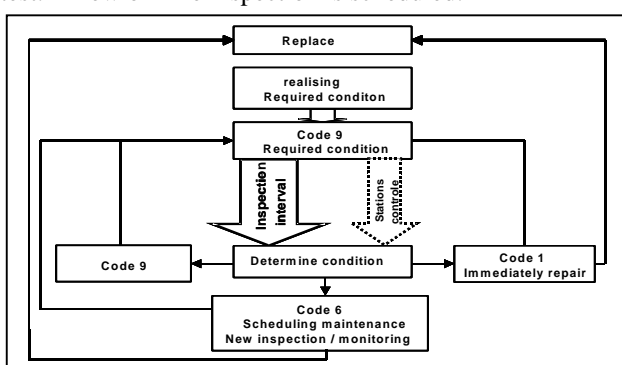 Replace
realising
Required conditon
Code 9
Required condition
Inspection
interval
Stations
controle
Code 9
Determine condition
Code 1
Immediately repair
Code 6
Scheduling maintenance
New inspection / monitoring